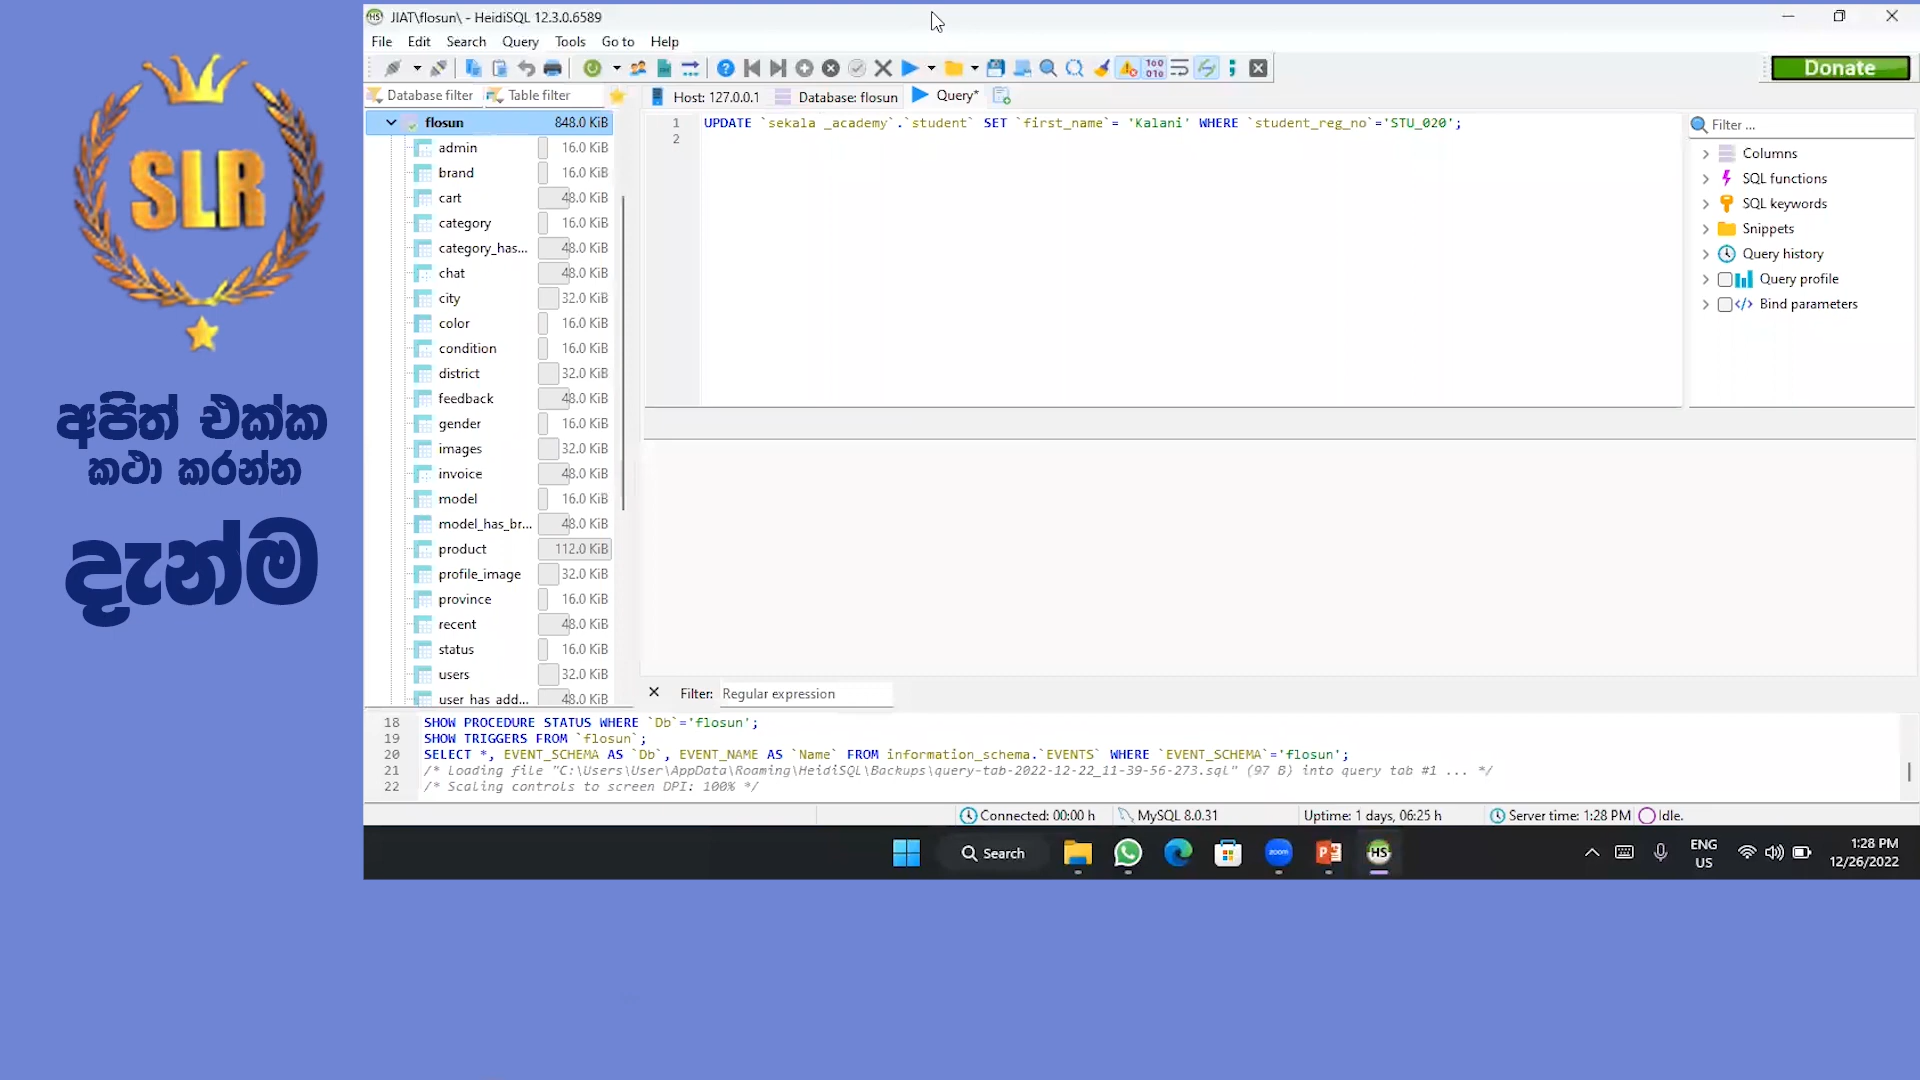 SLR
අපිත් එක්ක
කථා කරන්න
දැන්ම
JIAT\flosun\ - HeidiSQL 12.3.0.6589
File Edit Search Query Tools Go to Help
Donate
Database filter Table filter
Host: 127.0.0.1 Database: flosun Query*
flosun 848.0 KiB
admin 16.0 KiB
brand 16.0 KiB
cart 48.0 KiB
category 16.0 KiB
category_has... 48.0 KiB
chat 48.0 KiB
city 32.0 KiB
color 16.0 KiB
condition 16.0 KiB
district 32.0 KiB
feedback 48.0 KiB
gender 16.0 KiB
images 32.0 KiB
invoice 48.0 KiB
model 16.0 KiB
model_has_br... 48.0 KiB
product 112.0 KiB
profile_image 32.0 KiB
province 16.0 KiB
recent 48.0 KiB
status 16.0 KiB
users 32.0 KiB
user_has_add... 48.0 KiB
1 UPDATE `sekala _academy`.`student` SET `first_name`= 'Kalani' WHERE `student_reg_no`='STU_020';
2
Filter ...
Columns
SQL functions
SQL keywords
Snippets
Query history
Query profile
Bind parameters
Filter: Regular expression
18 SHOW PROCEDURE STATUS WHERE `Db`='flosun';
19 SHOW TRIGGERS FROM `flosun`;
20 SELECT *, EVENT_SCHEMA AS `Db`, EVENT_NAME AS `Name` FROM information_schema.`EVENTS` WHERE `EVENT_SCHEMA`='flosun';
21 /* Loading file "C:\Users\User\AppData\Roaming\HeidiSQL\Backups\query-tab-2022-12-22_11-39-56-273.sql" (97 B) into query tab #1 ... */
22 /* Scaling controls to screen DPI: 100% */
Connected: 00:00 h MySQL 8.0.31 Uptime: 1 days, 06:25 h Server time: 1:28 PM Idle.
Search zoom HS ENG US 1:28 PM
12/26/2022